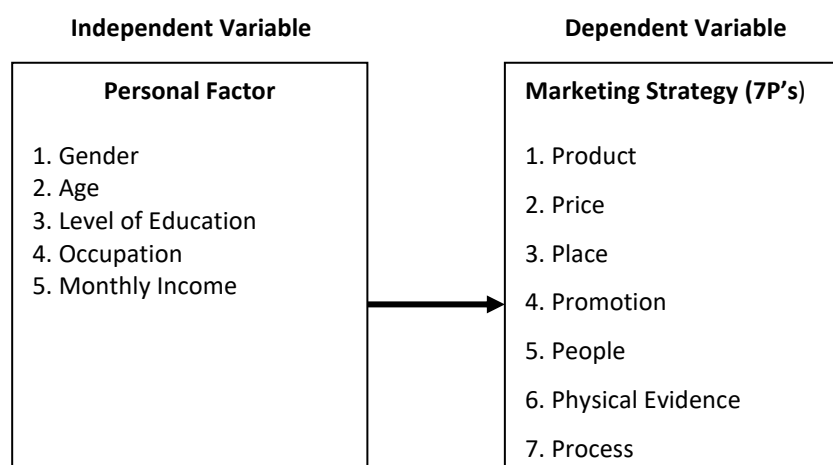 Independent Variable
Dependent Variable
Personal Factor
1. Gender
2. Age
3. Level of Education
4. Occupation
5. Monthly Income
Marketing Strategy (7P’s)
1. Product
2. Price
3. Place
4. Promotion
5. People
6. Physical Evidence
7. Process